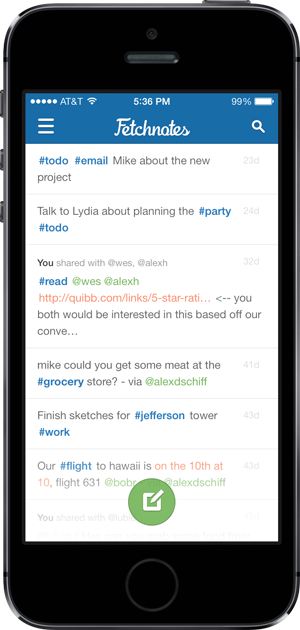 AT&T 5:36 PM 99%
Fetchnotes
#todo #email Mike about the new 23d
project
Talk to Lydia about planning the #party 24d
#todo
You shared with @wes, @alexh 32d
#read @wes @alexh
http://quibb.com/links/5-star-rati... <-- you
both would be interested in this based off our
conve...
mike could you get some meat at the 41d
#grocery store? - via @alexdschiff
Finish sketches for #jefferson tower 43d
#work
Our #flight to hawaii is on the 10th at 43d
10, flight 631 @alexdschiff
You shared with